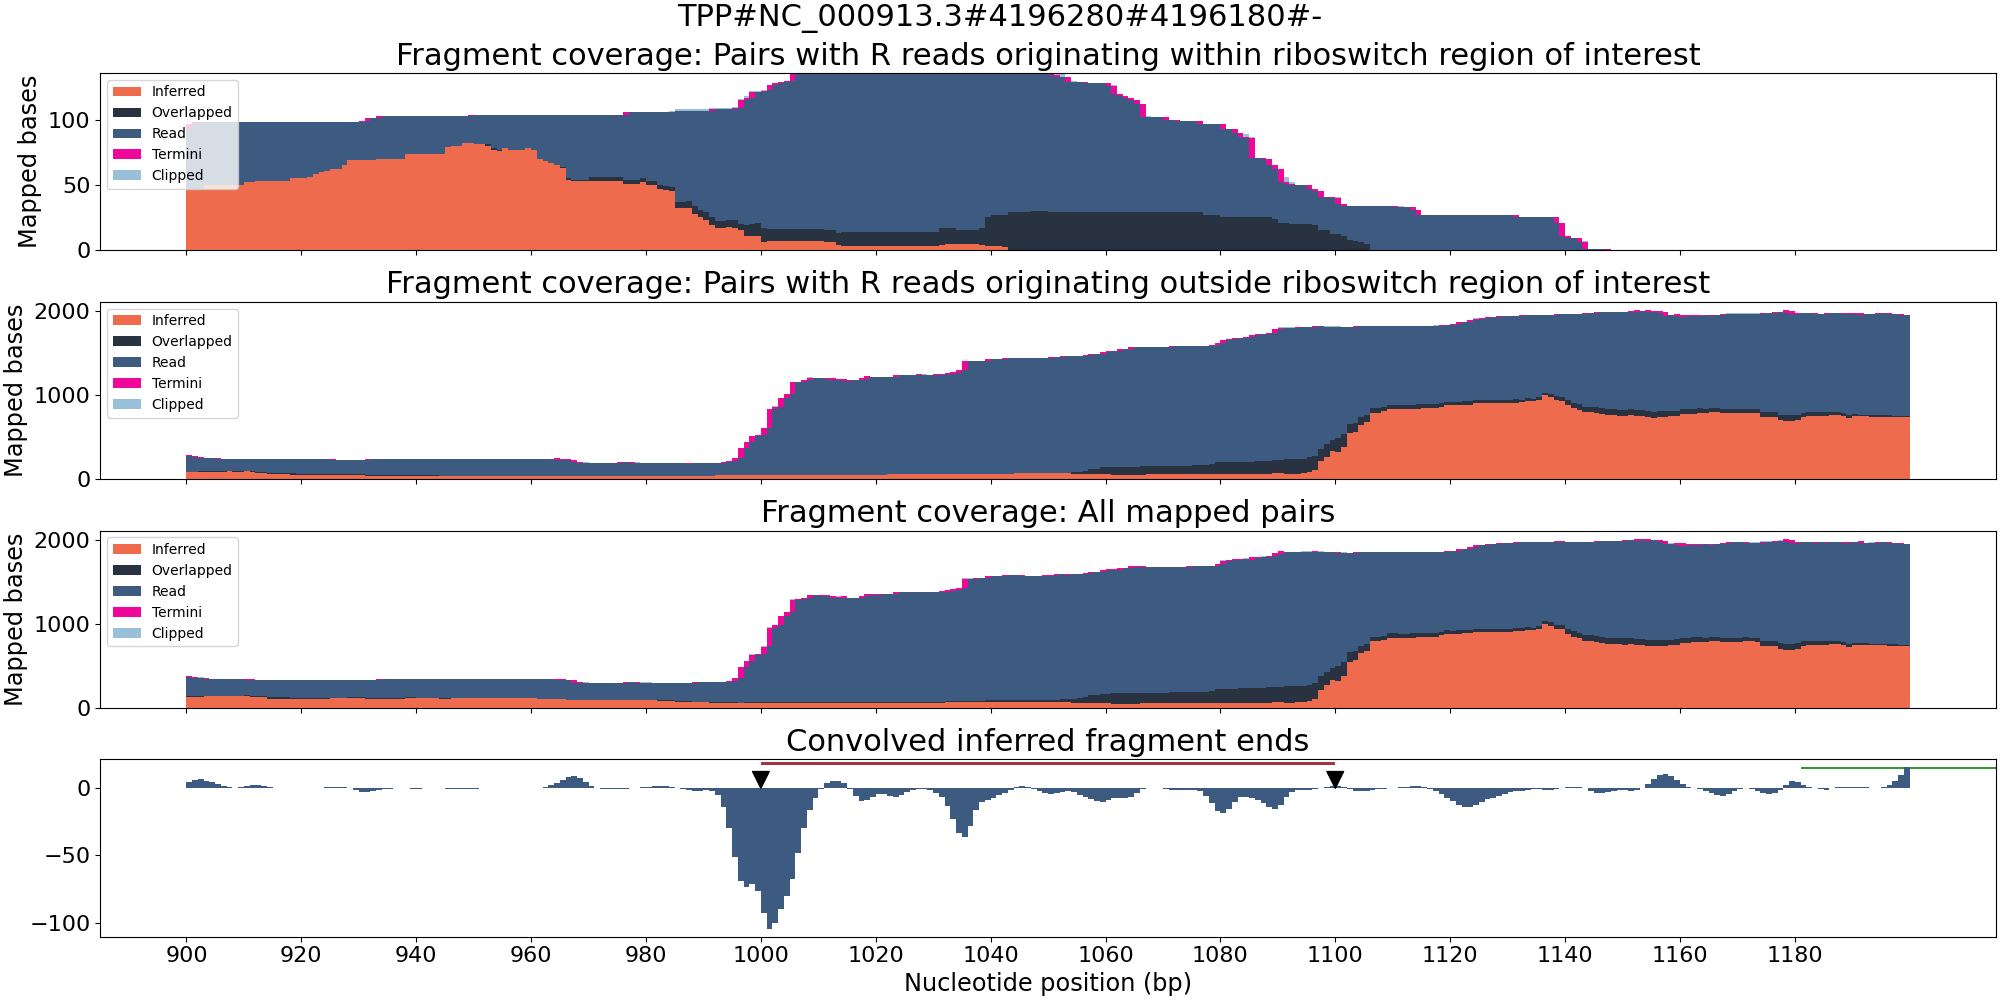 TPP#NC_000913.3#4196280#4196180#-
Fragment coverage: Pairs with R reads originating within riboswitch region of interest
Mapped bases
100
50
0
Inferred
Overlapped
Read
Termini
Clipped
Fragment coverage: Pairs with R reads originating outside riboswitch region of interest
Mapped bases
2000
1000
0
Inferred
Overlapped
Read
Termini
Clipped
Fragment coverage: All mapped pairs
Mapped bases
2000
1000
0
Inferred
Overlapped
Read
Termini
Clipped
Convolved inferred fragment ends
0
−50
−100
900 920 940 960 980 1000 1020 1040 1060 1080 1100 1120 1140 1160 1180
Nucleotide position (bp)